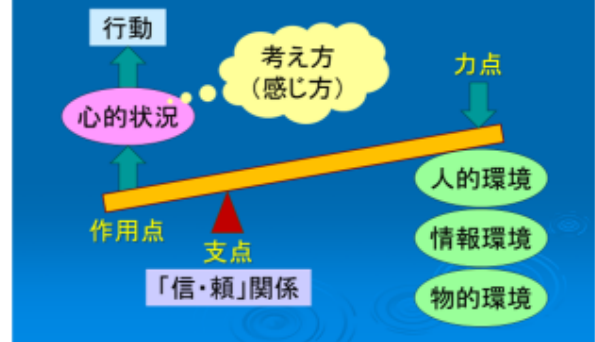 行動
考え方
（感じ方）
力点
心的状況
人的環境
作用点
支点
情報環境
「信・頼」関係
物的環境